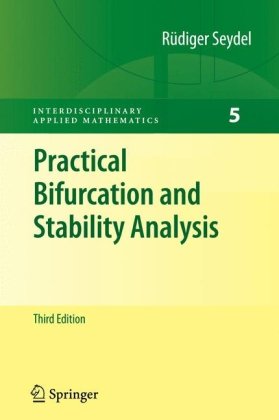 Rüdiger Seydel
INTERDISCIPLINARY
APPLIED MATHEMATICS
5
Practical
Bifurcation and
Stability Analysis
Third Edition
Springer